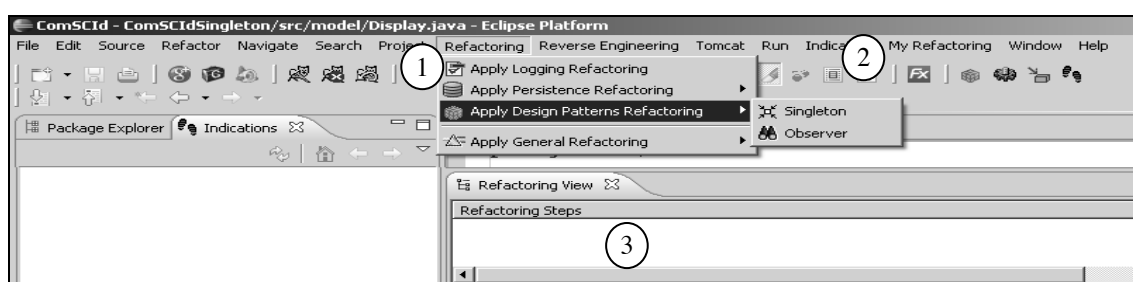 ComSCId - ComSCIdSingleton/src/model/Display.java - Eclipse Platform
File Edit Source Refactor Navigate Search Project Refactoring Reverse Engineering Tomcat Run My Refactoring Window Help
1
2
Apply Logging Refactoring
Apply Persistence Refactoring
Apply Design Patterns Refactoring
Singleton
Observer
Apply General Refactoring
Package Explorer Indications
Refactoring View
Refactoring Steps
3